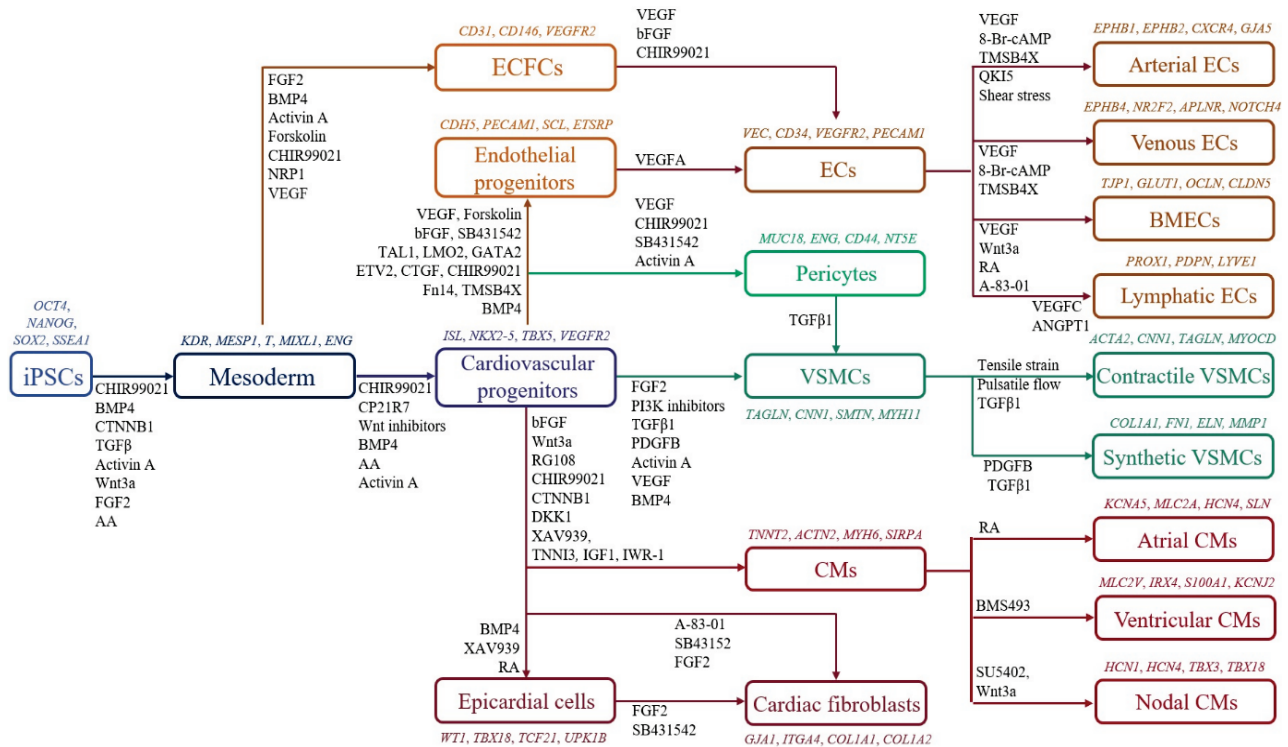 CD31, CD146, VEGFR2
ECFCs
FGF2
BMP4
Activin A
Forskolin
CHIR99021
NRP1
VEGF
VEGF
bFGF
CHIR99021
CDH5, PECAM1, SCL, ETSRP
Endothelial
progenitors
VEGFA
VEC, CD34, VEGFR2, PECAM1
ECs
VEGF
8-Br-cAMP
TMSB4X
QKI5
Shear stress
EPHB1, EPHB2, CXCR4, GJA5
Arterial ECs
EPHB4, NR2F2, APLNR, NOTCH4
Venous ECs
VEGF
8-Br-cAMP
TMSB4X
TJP1, GLUT1, OCLN, CLDN5
BMECs
VEGF
Wnt3a
RA
A-83-01
PROX1, PDPN, LYVE1
Lymphatic ECs
VEGFC
ANGPT1
VEGF, Forskolin
bFGF, SB431542
TAL1, LMO2, GATA2
ETV2, CTGF, CHIR99021
Fn14, TMSB4X
BMP4
VEGF
CHIR99021
SB431542
Activin A
MUC18, ENG, CD44, NT5E
Pericytes
TGFβ1
OCT4,
NANOG,
SOX2, SSEA1
iPSCs
CHIR99021
BMP4
CTNNB1
TGFβ
Activin A
Wnt3a
FGF2
AA
KDR, MESP1, T, MIXL1, ENG
Mesoderm
CHIR99021
CP21R7
Wnt inhibitors
BMP4
AA
Activin A
ISL, NKX2-5, TBX5, VEGFR2
Cardiovascular
progenitors
FGF2
PI3K inhibitors
TGFβ1
PDGFB
Activin A
VEGF
BMP4
VSMCs
TAGLN, CNN1, SMTN, MYH11
Tensile strain
Pulsatile flow
TGFβ1
ACTA2, CNN1, TAGLN, MYOCD
Contractile VSMCs
COL1A1, FN1, ELN, MMP1
Synthetic VSMCs
PDGFB
TGFβ1
bFGF
Wnt3a
RG108
CHIR99021
CTNNB1
DKK1
XAV939,
TNNI3, IGF1, IWR-1
TNNT2, ACTN2, MYH6, SIRPA
CMs
RA
KCNA5, MLC2A, HCN4, SLN
Atrial CMs
BMS493
MLC2V, IRX4, S100A1, KCNJ2
Ventricular CMs
SU5402,
Wnt3a
HCN1, HCN4, TBX3, TBX18
Nodal CMs
BMP4
XAV939
RA
A-83-01
SB43152
FGF2
Epicardial cells
WT1, TBX18, TCF21, UPK1B
FGF2
SB431542
Cardiac fibroblasts
GJA1, ITGA4, COL1A1, COL1A2